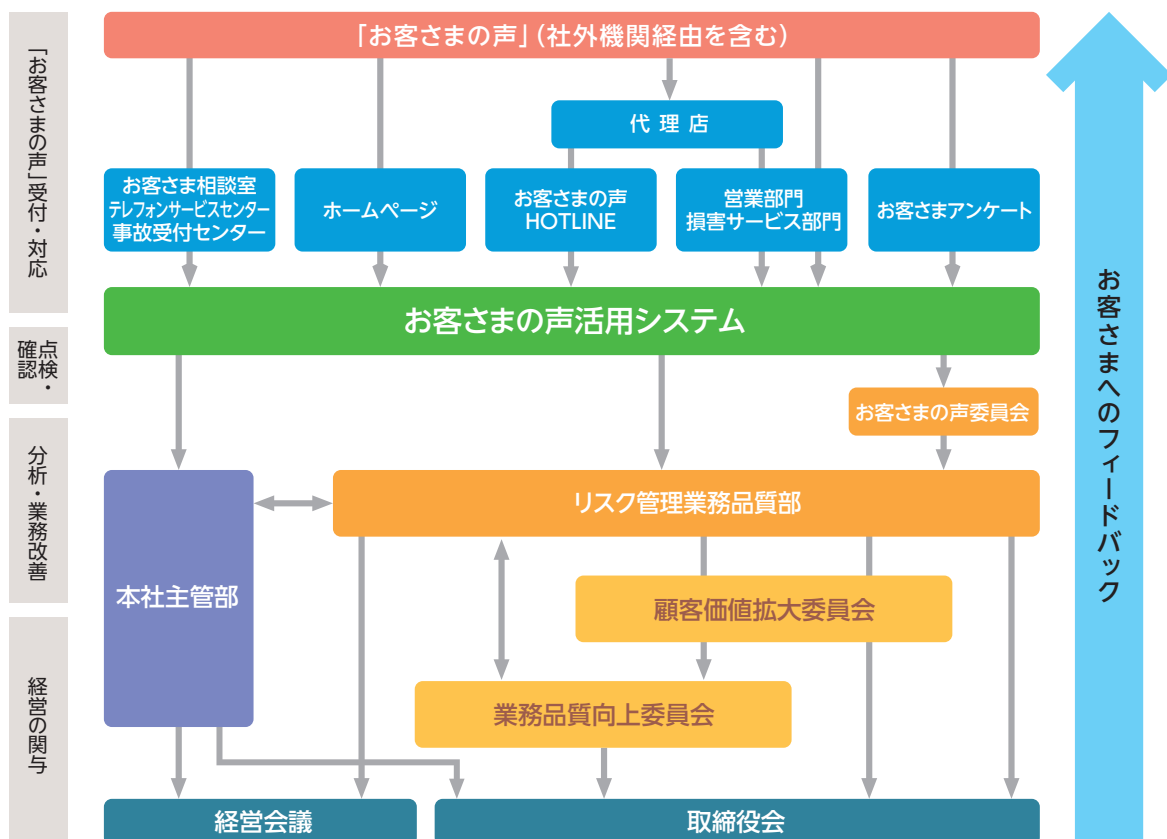 「お客さまの声」受付・対応
「お客さまの声」（社外機関経由を含む）
代 理 店
お客さま相談室
テレフォンサービスセンター
事故受付センター
ホームページ
お客さまの声
HOTLINE
営業部門
損害サービス部門
お客さまアンケート
お客さまの声活用システム
点検・
確認
お客さまの声委員会
分析・業務改善
リスク管理業務品質部
本社主管部
顧客価値拡大委員会
業務品質向上委員会
経営の関与
経営会議
取締役会
お客さまへのフィードバック